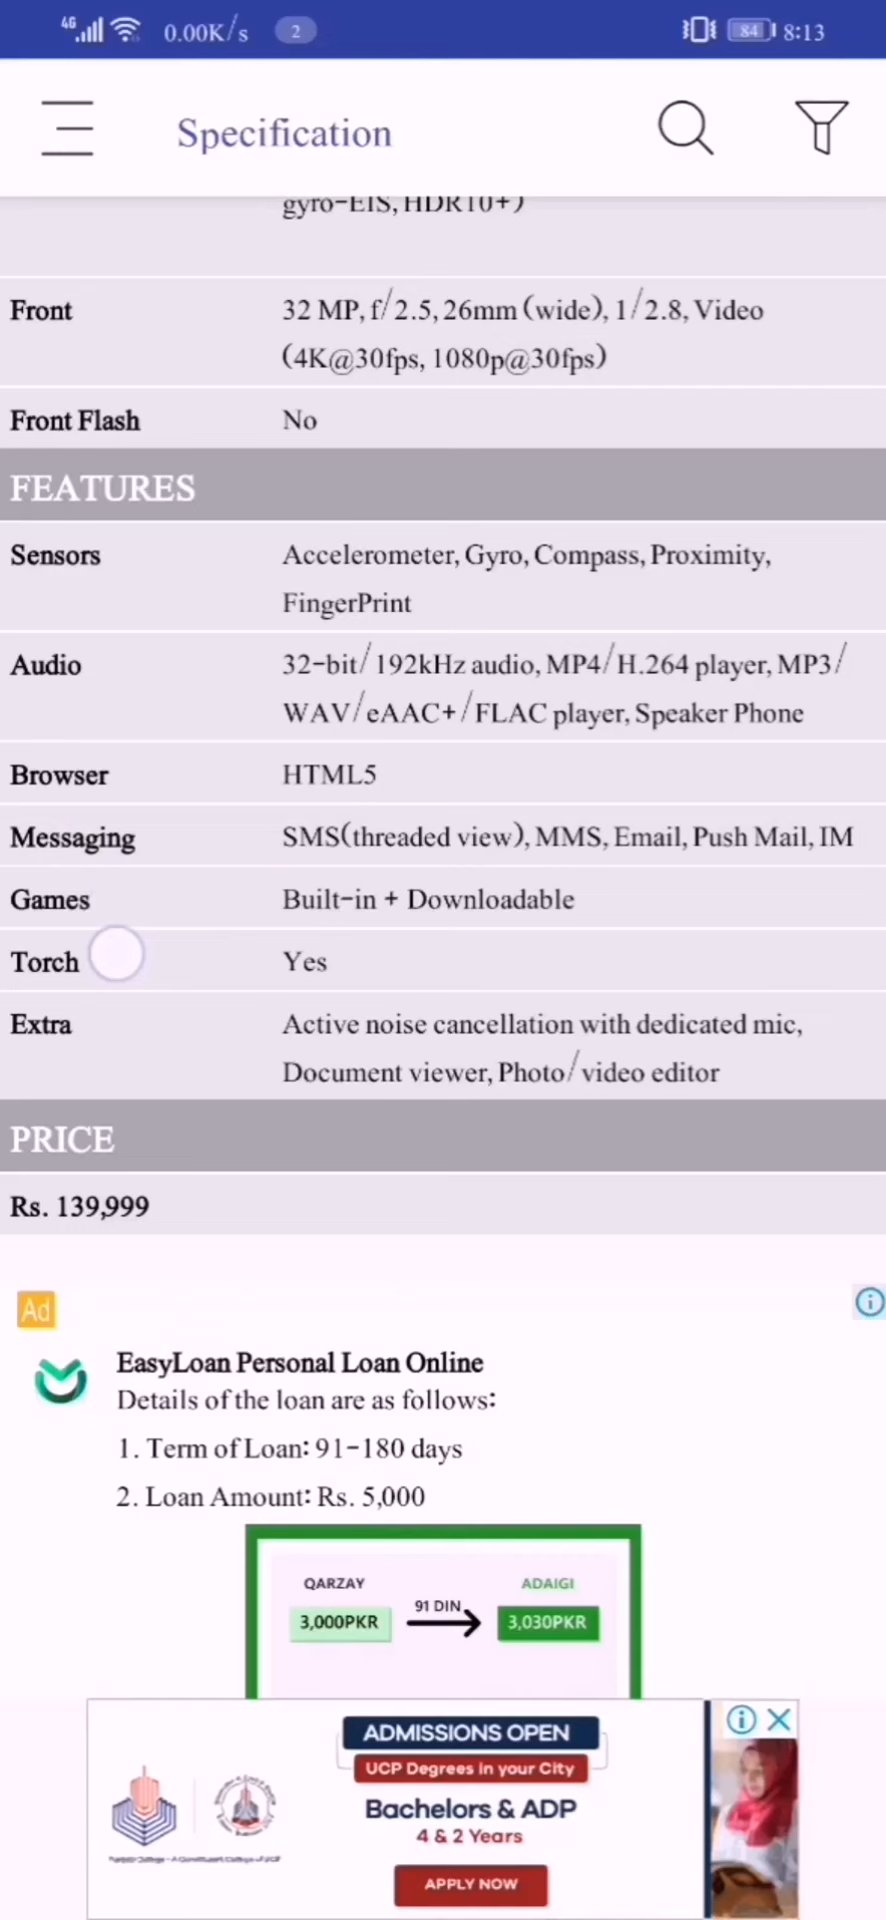 4G 0.00K/s 2 84 8:13
Specification
gyro-EIS, HDR10+)
Front 32 MP, f/2.5, 26mm (wide), 1/2.8, Video
(4K@30fps, 1080p@30fps)
Front Flash No
FEATURES
Sensors Accelerometer, Gyro, Compass, Proximity,
FingerPrint
Audio 32-bit/192kHz audio, MP4/H.264 player, MP3/
WAV/eAAC+/FLAC player, Speaker Phone
Browser HTML5
Messaging SMS(threaded view), MMS, Email, Push Mail, IM
Games Built-in + Downloadable
Torch Yes
Extra Active noise cancellation with dedicated mic,
Document viewer, Photo/video editor
PRICE
Rs. 139,999
Ad
EasyLoan Personal Loan Online
Details of the loan are as follows:
1. Term of Loan: 91-180 days
2. Loan Amount: Rs. 5,000
QARZAY ADAIGI
91 DIN
3,000PKR 3,030PKR
ADMISSIONS OPEN
UCP Degrees in your City
Bachelors & ADP
4 & 2 Years
APPLY NOW